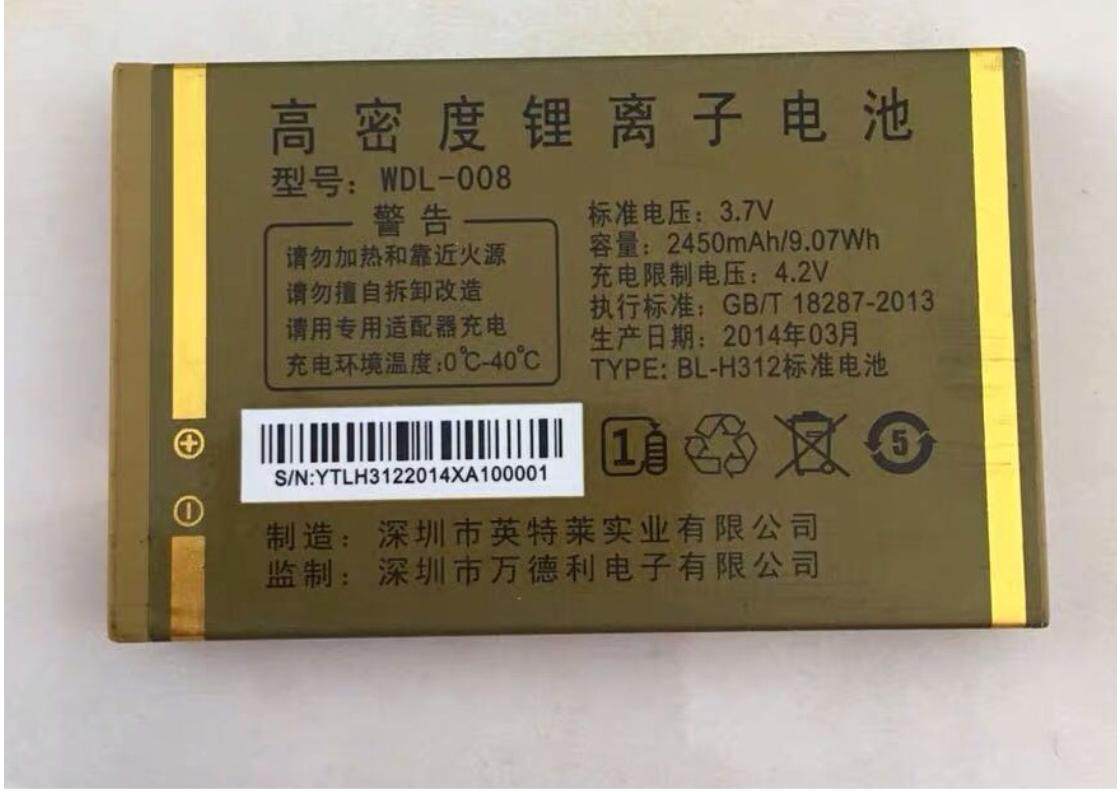 高密度锂离子电池
型号：WDL-008
警告
请勿加热和靠近火源
请勿擅自拆卸改造
请用专用适配器充电
充电环境温度:0℃-40℃
标准电压：3.7V
容量：2450mAh/9.07Wh
充电限制电压：4.2V
执行标准：GB/T 18287-2013
生产日期：2014年03月
TYPE: BL-H312标准电池
S/N:YTLH3122014XA100001
1
5
制造：深圳市英特莱实业有限公司
监制：深圳市万德利电子有限公司